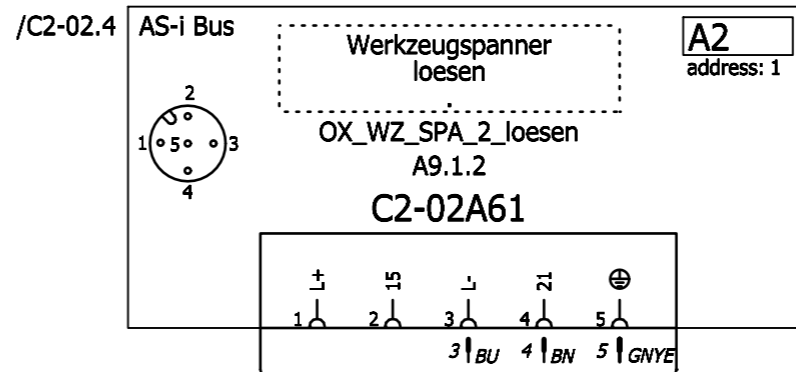 /C2-02.4 AS-i Bus
Werkzeugspanner
loesen
A2
address: 1
2
1 5 3
4
OX_WZ_SPA_2_loesen
A9.1.2
C2-02A61
L+ 15 L- 21
1 2 3 4 5
3 BU 4 BN 5 GNYE